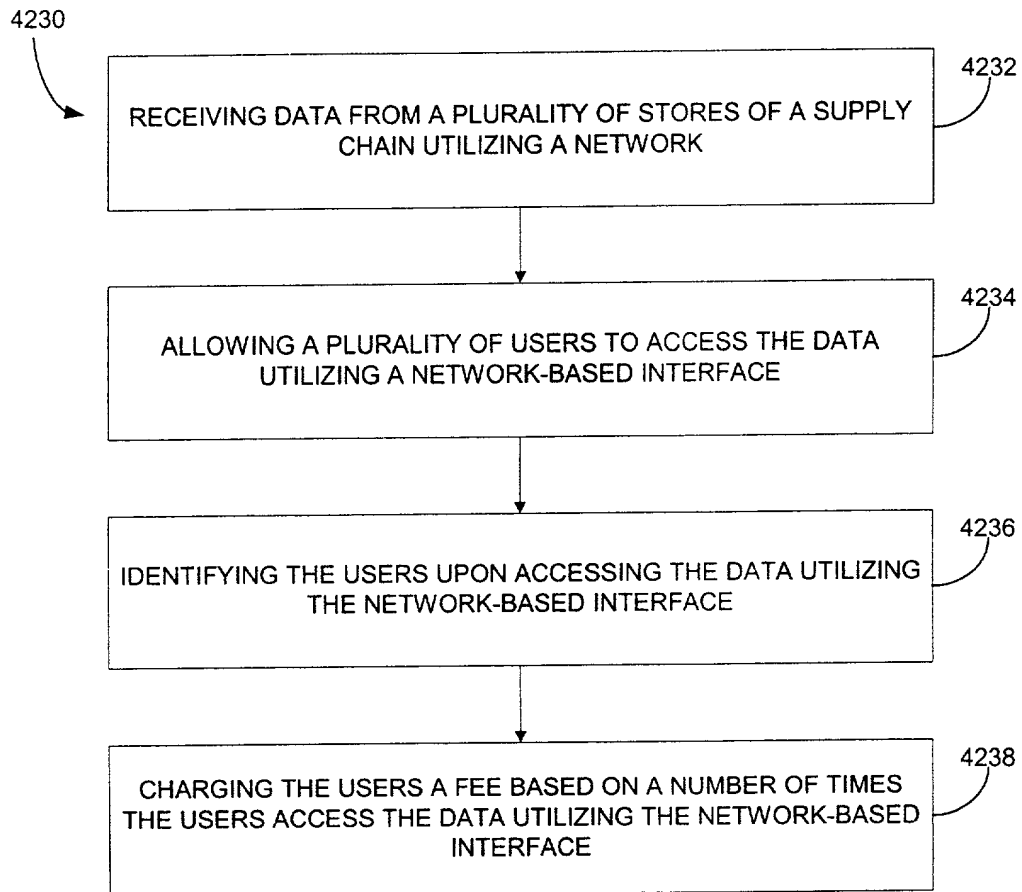 4230
4232
RECEIVING DATA FROM A PLURALITY OF STORES OF A SUPPLY
CHAIN UTILIZING A NETWORK
4234
ALLOWING A PLURALITY OF USERS TO ACCESS THE DATA
UTILIZING A NETWORK-BASED INTERFACE
4236
IDENTIFYING THE USERS UPON ACCESSING THE DATA UTILIZING
THE NETWORK-BASED INTERFACE
4238
CHARGING THE USERS A FEE BASED ON A NUMBER OF TIMES
THE USERS ACCESS THE DATA UTILIZING THE NETWORK-BASED
INTERFACE